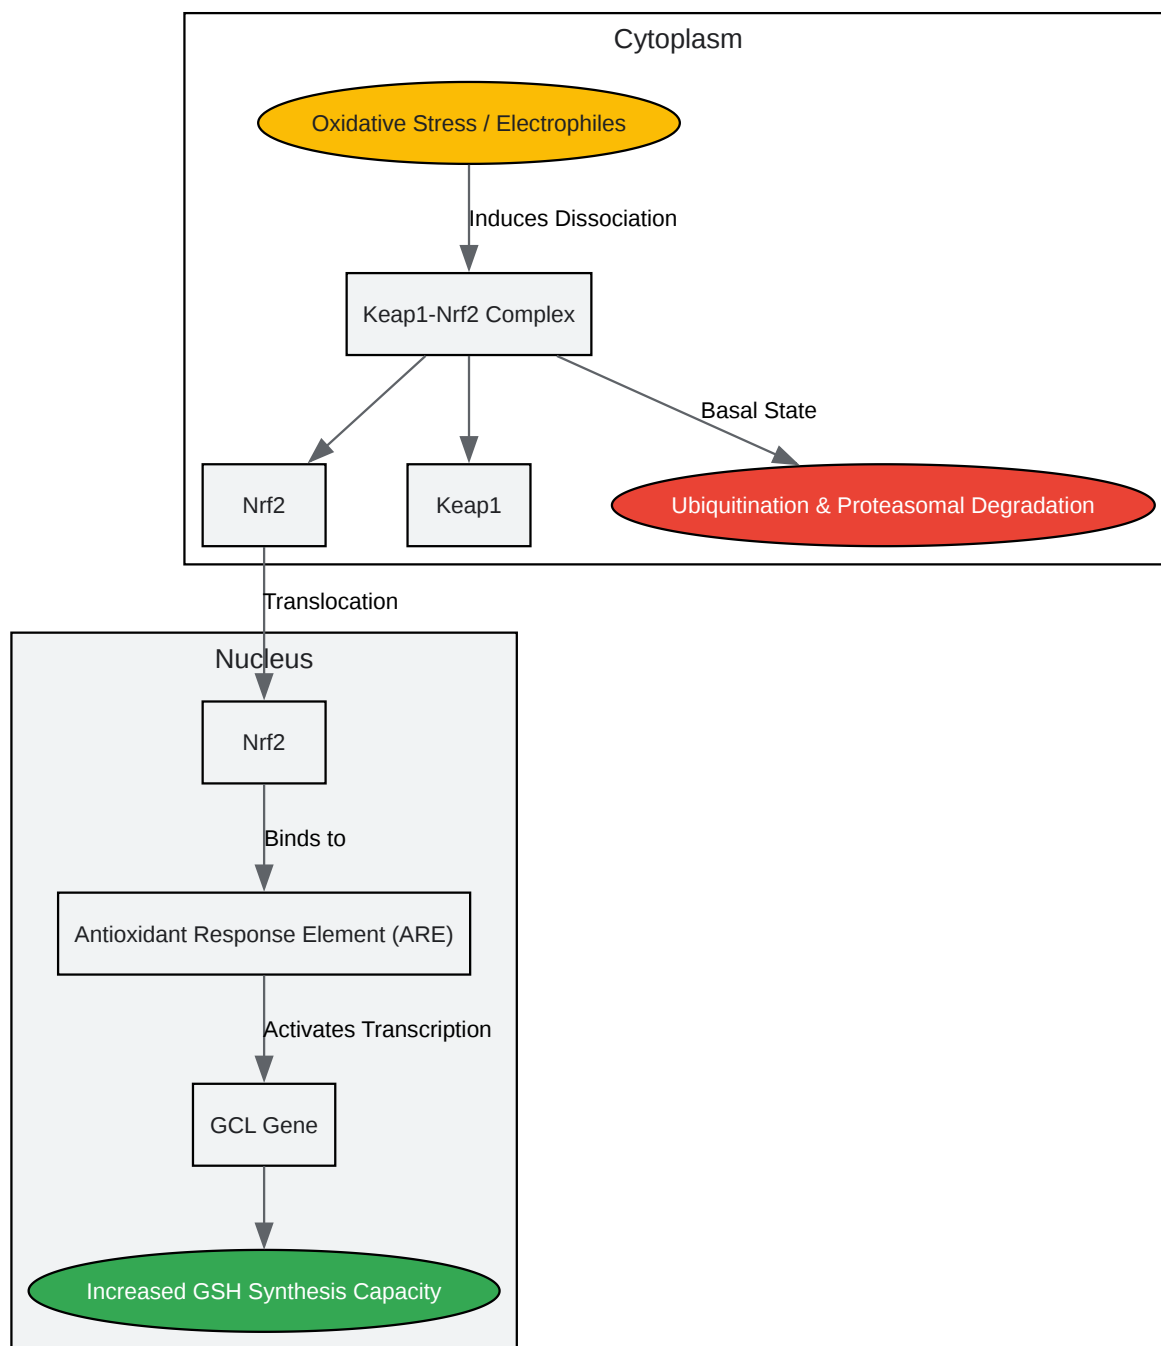 Cytoplasm
Oxidative Stress / Electrophiles
Induces Dissociation
Keap1-Nrf2 Complex
Basal State
Nrf2
Keap1
Ubiquitination & Proteasomal Degradation
Translocation
Nucleus
Nrf2
Binds to
Antioxidant Response Element (ARE)
Activates Transcription
GCL Gene
Increased GSH Synthesis Capacity